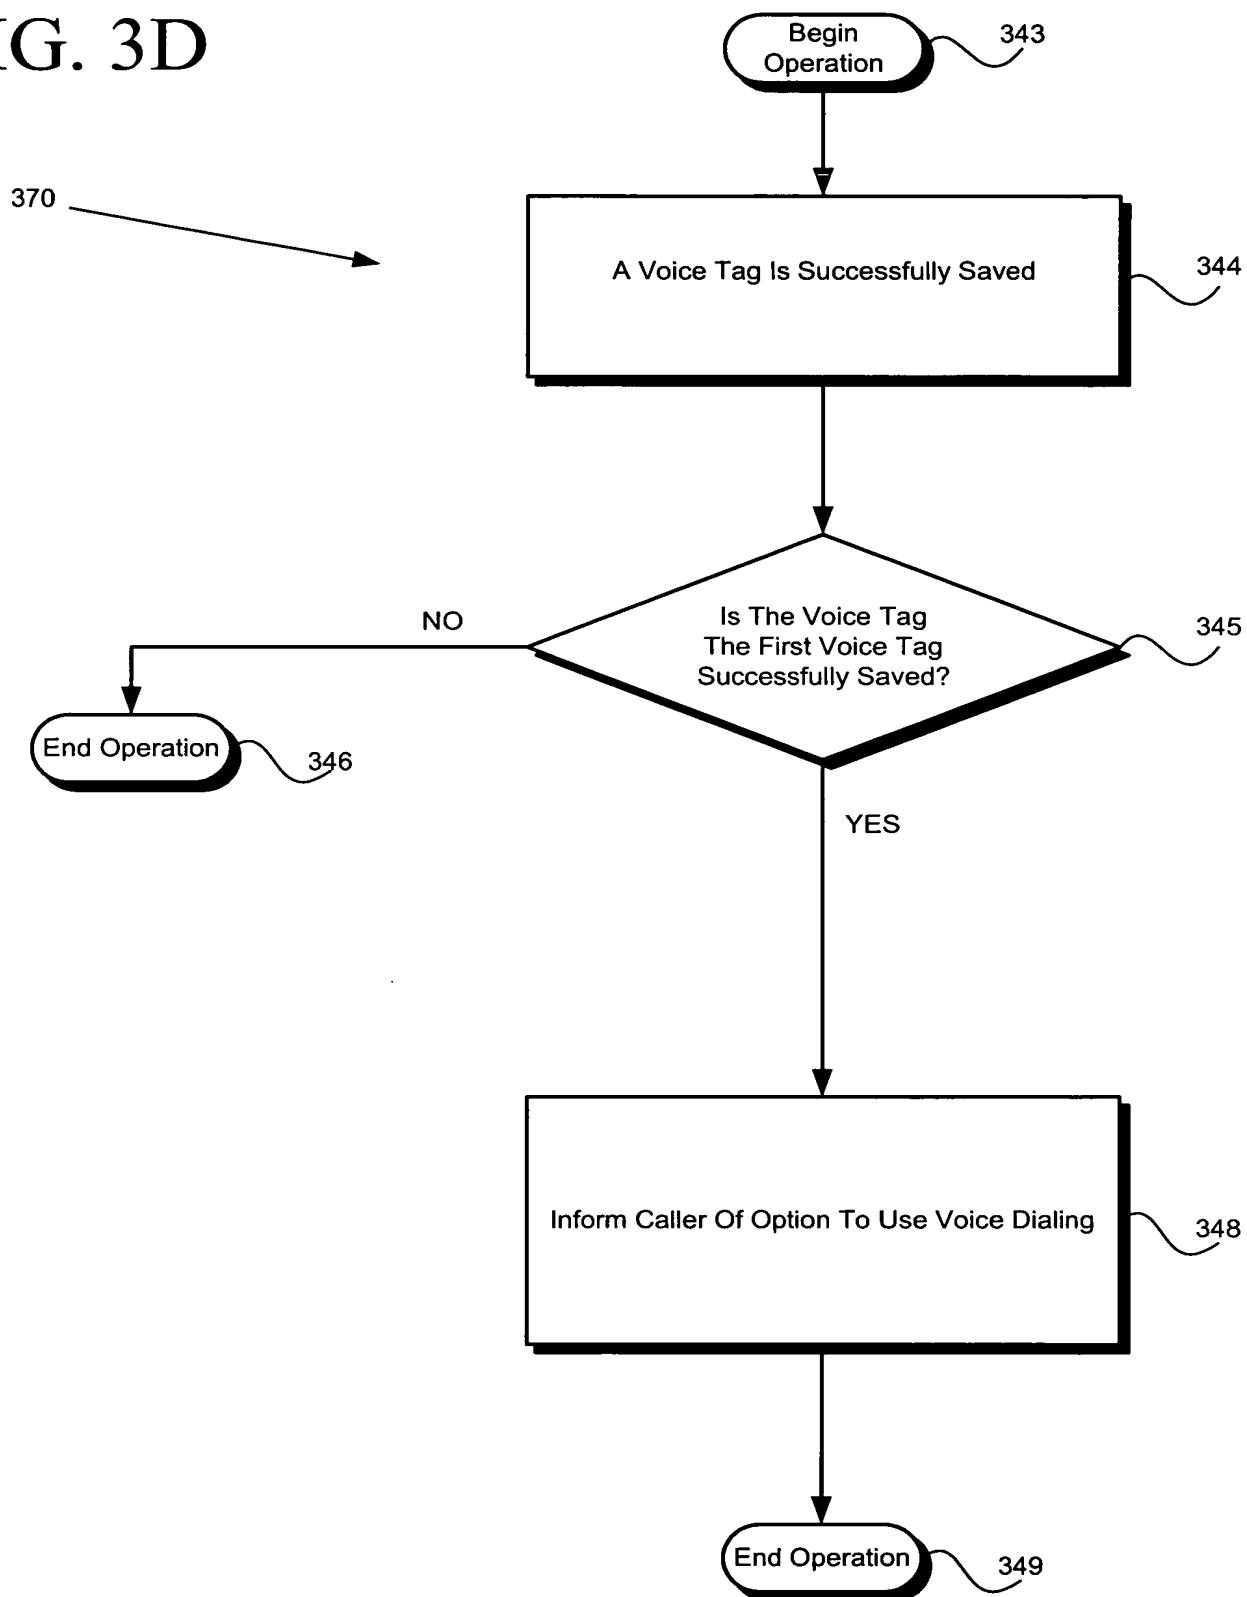 IG. 3D
Begin
Operation
343
370
A Voice Tag Is Successfully Saved
344
Is The Voice Tag
The First Voice Tag
Successfully Saved?
345
NO
End Operation
346
YES
Inform Caller Of Option To Use Voice Dialing
348
End Operation
349